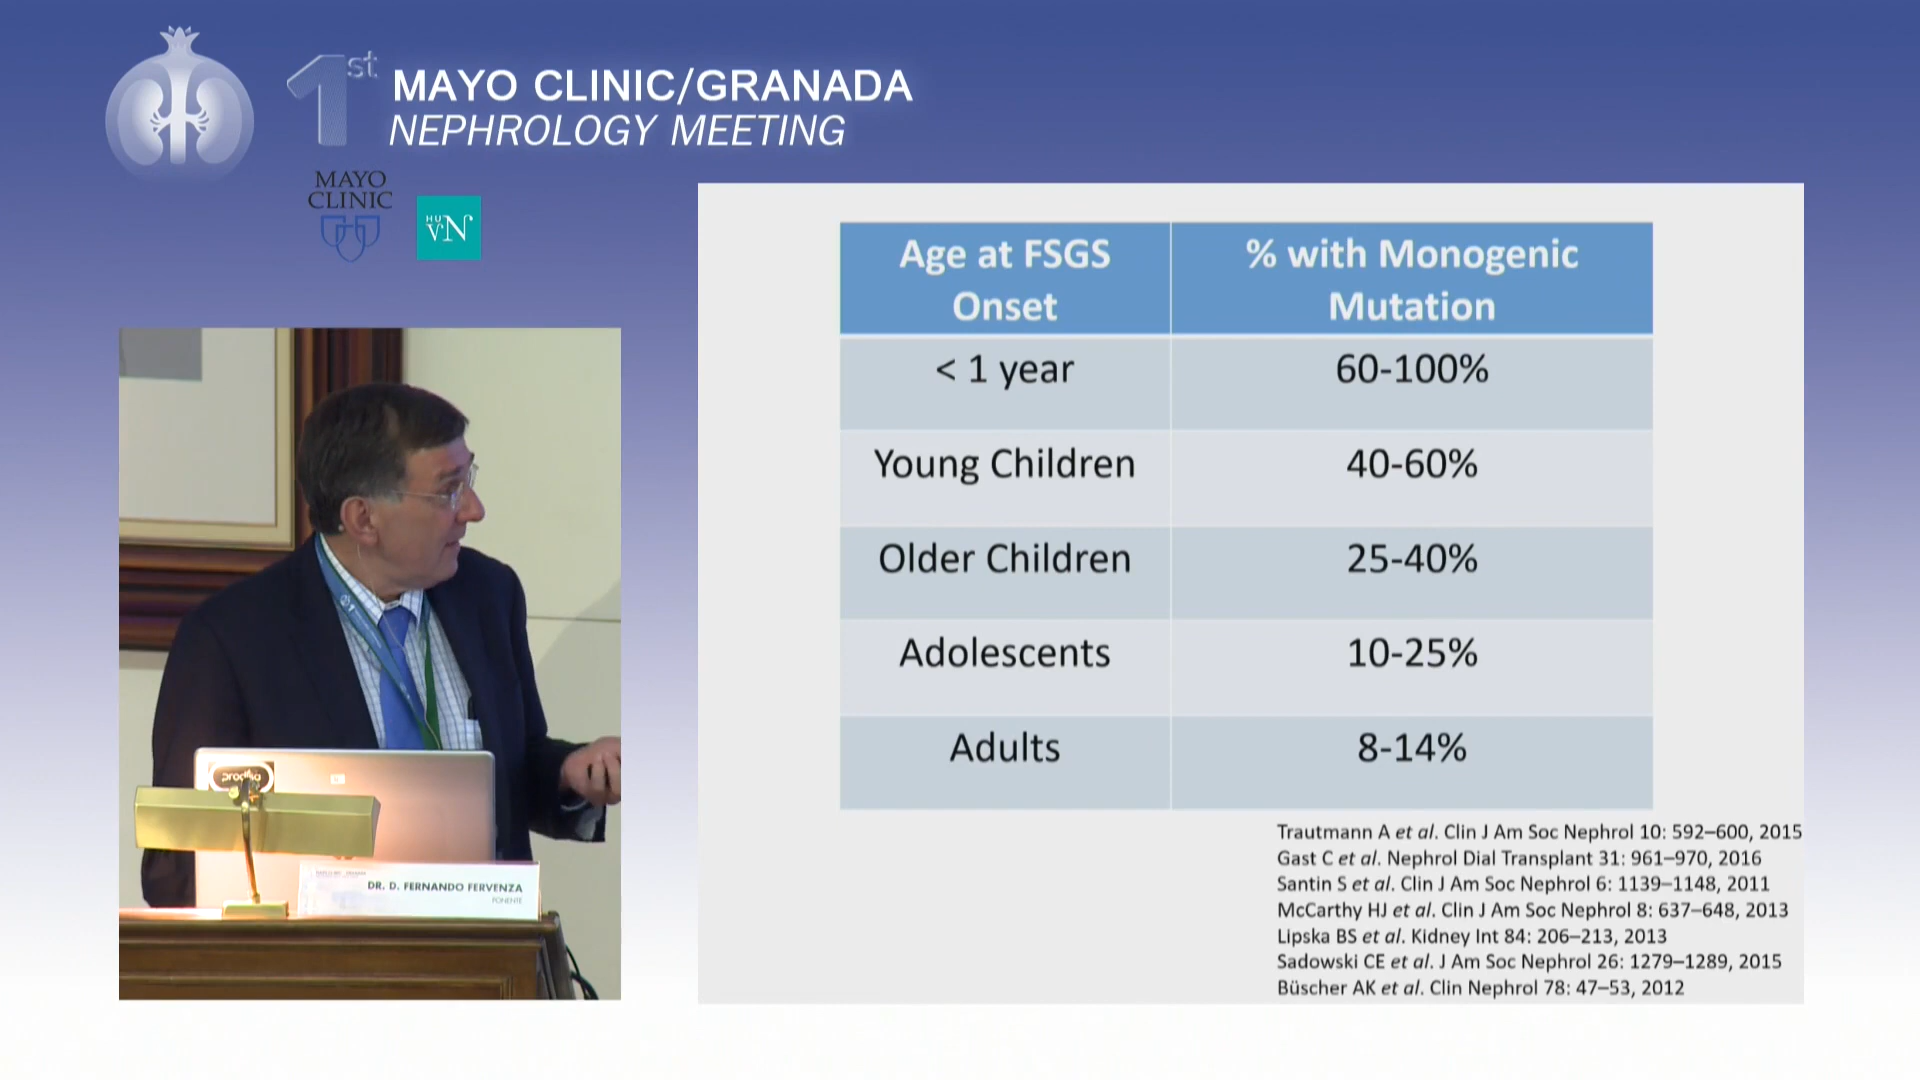 1st
MAYO CLINIC/GRANADA
NEPHROLOGY MEETING
MAYO
CLINIC
HU
VN
Age at FSGS
Onset
% with Monogenic
Mutation
< 1 year
60-100%
Young Children
40-60%
Older Children
25-40%
Adolescents
10-25%
Adults
8-14%
Trautmann A et al. Clin J Am Soc Nephrol 10: 592–600, 2015
Gast C et al. Nephrol Dial Transplant 31: 961–970, 2016
Santin S et al. Clin J Am Soc Nephrol 6: 1139–1148, 2011
McCarthy HJ et al. Clin J Am Soc Nephrol 8: 637–648, 2013
Lipska BS et al. Kidney Int 84: 206–213, 2013
Sadowski CE et al. J Am Soc Nephrol 26: 1279–1289, 2015
Büscher AK et al. Clin Nephrol 78: 47–53, 2012
DR. D. FERNANDO FERVENZA
PONENTE